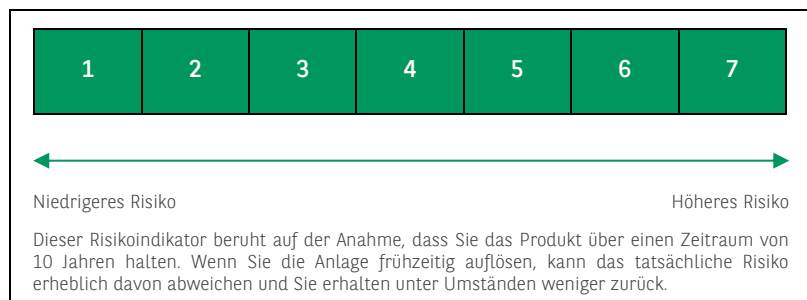 1 2 3 4 5 6 7
Niedrigeres Risiko Höheres Risiko
Dieser Risikoindikator beruht auf der Anahme, dass Sie das Produkt über einen Zeitraum von
10 Jahren halten. Wenn Sie die Anlage frühzeitig auflösen, kann das tatsächliche Risiko
erheblich davon abweichen und Sie erhalten unter Umständen weniger zurück.